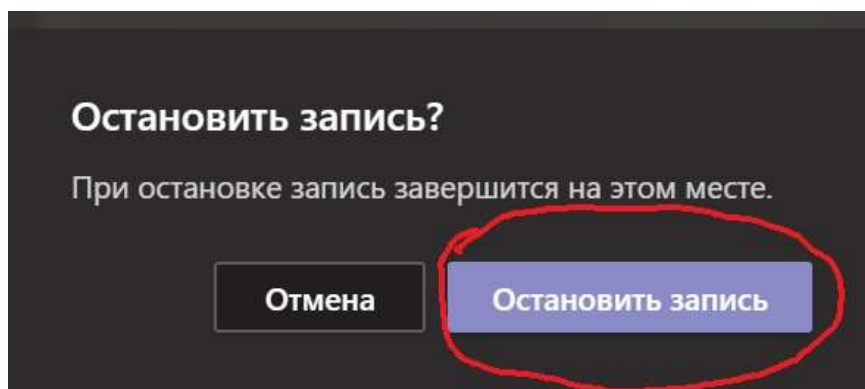 Остановить запись?
При остановке запись завершится на этом месте.
Отмена
Остановить запись